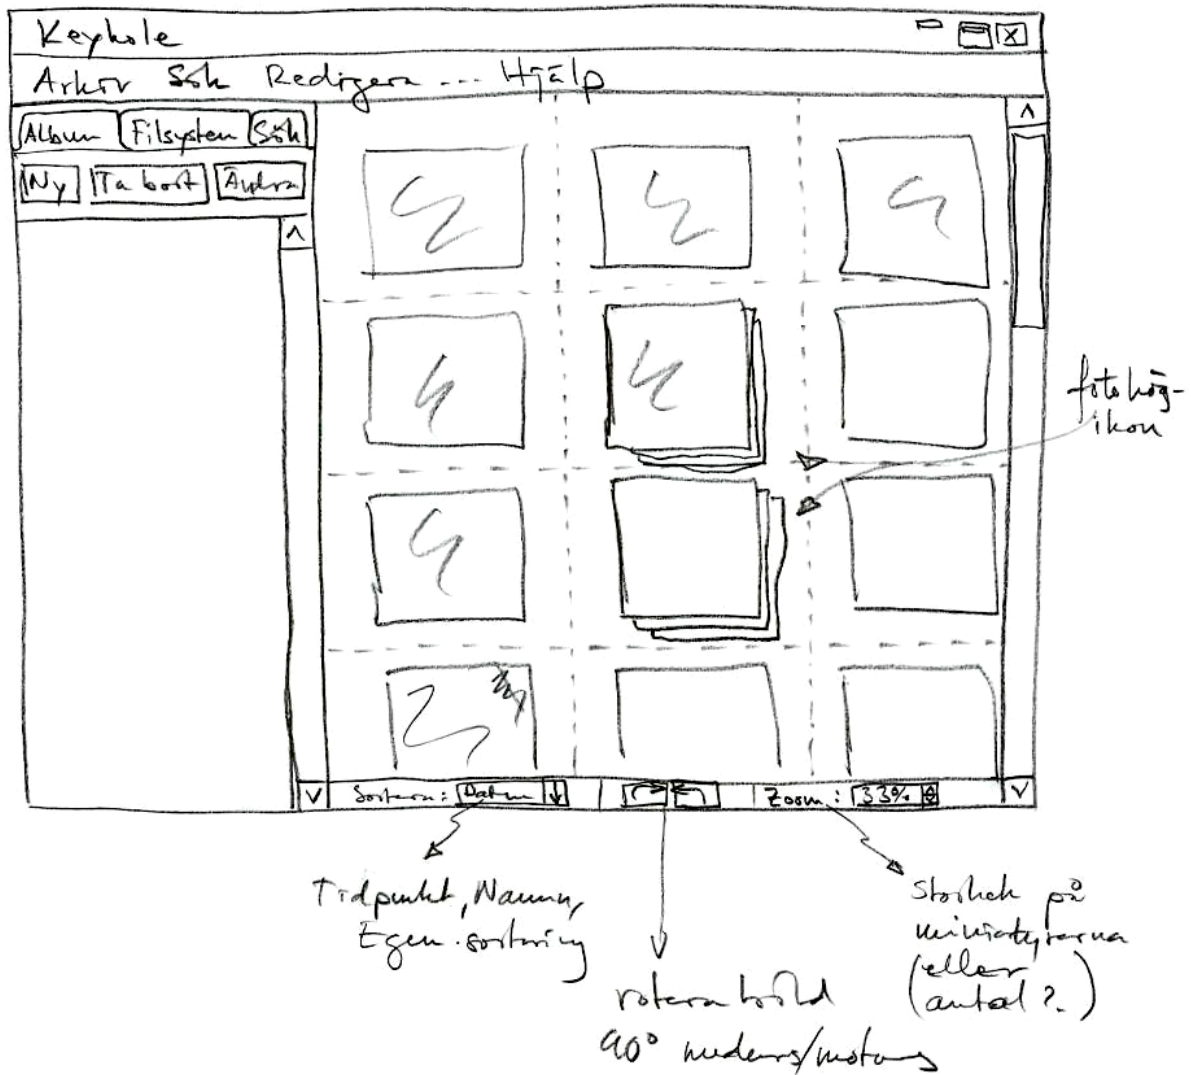 Keyhole
X
Arkiv Sök Redigera ... Hjälp
Album Filsystem Sök
Ny Ta bort Ändra
fotohög-
ikon
Sortera: Datum
Zoom: 33%
Tidpunkt, Namn,
Egen sortering
rotera bild
90° medurs/moturs
Storlek på
miniatyrerna
(eller
antal?)